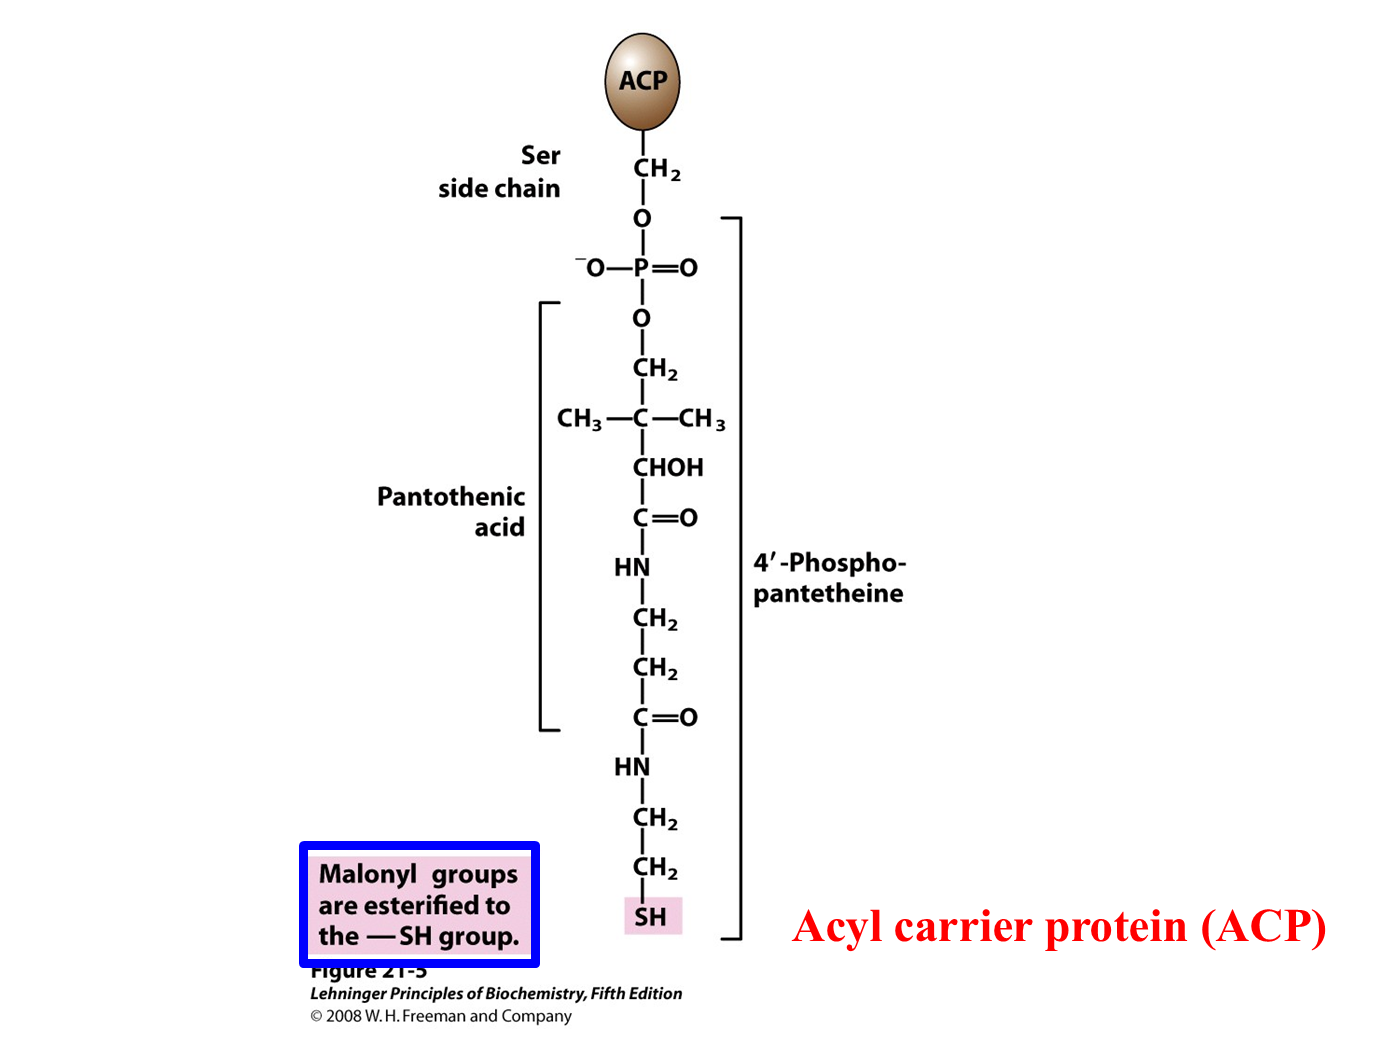 ACP
Ser
side chain
CH2
O
⁻O—P=O
O
CH2
CH3—C—CH3
CHOH
Pantothenic
acid
C=O
HN
4′-Phospho-
pantetheine
CH2
CH2
C=O
HN
CH2
CH2
SH
Malonyl groups
are esterified to
the —SH group.
Acyl carrier protein (ACP)
Figure 21-5
Lehninger Principles of Biochemistry, Fifth Edition
© 2008 W. H. Freeman and Company